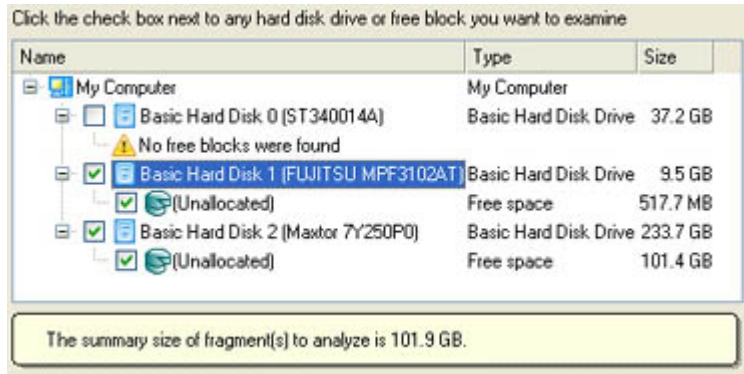 Click the check box next to any hard disk drive or free block you want to examine
Name Type Size
My Computer My Computer
Basic Hard Disk 0 (ST340014A) Basic Hard Disk Drive 37.2 GB
No free blocks were found
Basic Hard Disk 1 (FUJITSU MPF3102AT) Basic Hard Disk Drive 9.5 GB
(Unallocated) Free space 517.7 MB
Basic Hard Disk 2 (Maxtor 7Y250P0) Basic Hard Disk Drive 233.7 GB
(Unallocated) Free space 101.4 GB
The summary size of fragment(s) to analyze is 101.9 GB.